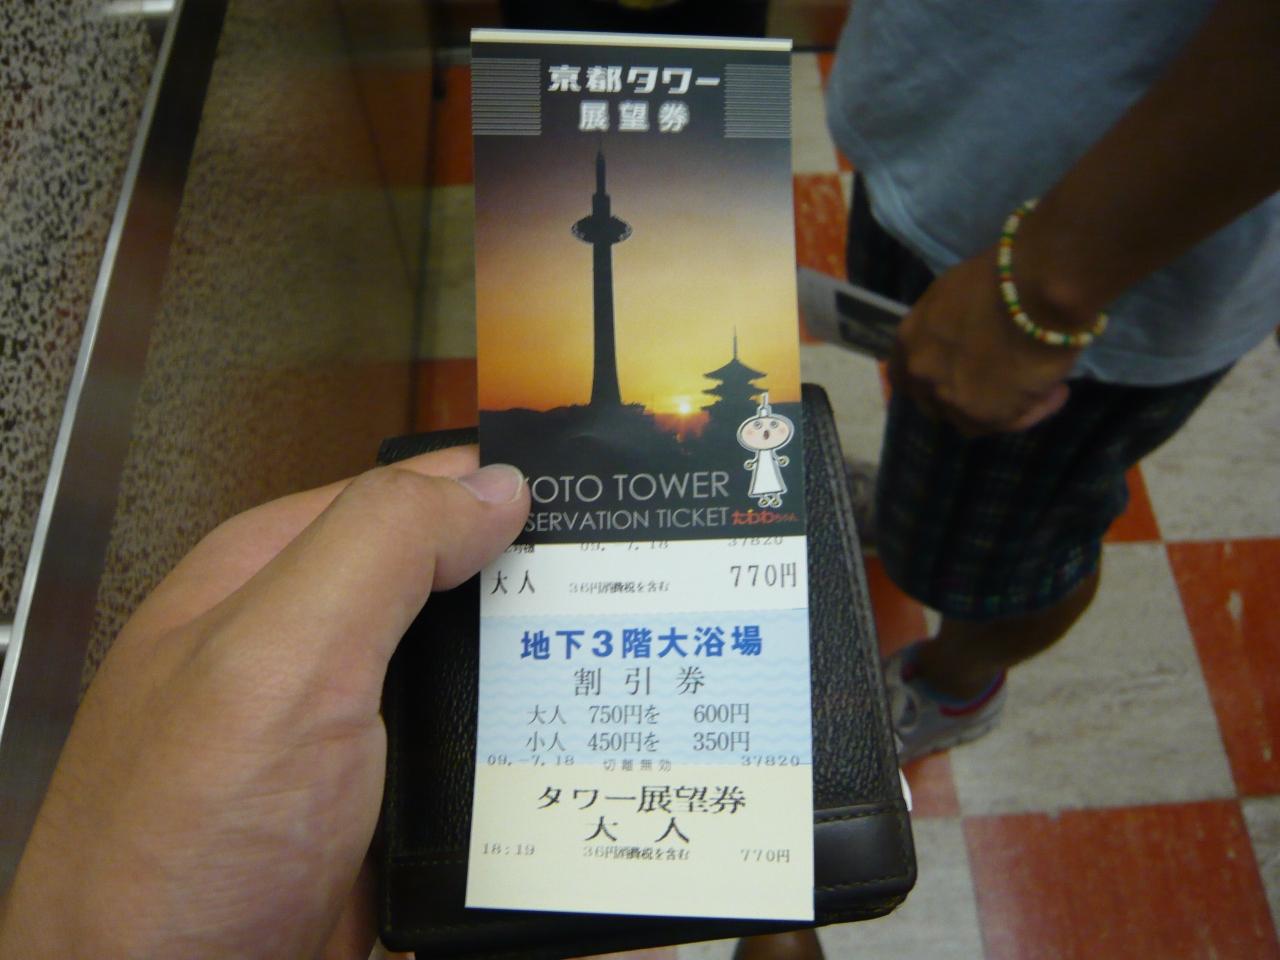 京都タワー
展望券
OTO TOWER
SERVATION TICKET
たわわちゃん
09. 7.18 37820
大人 36円消費税を含む 770円
地下3階大浴場
割引券
大人 750円を 600円
小人 450円を 350円
09.-7.18 切離無効 37820
タワー展望券
大人
18:19 36円消費税を含む 770円